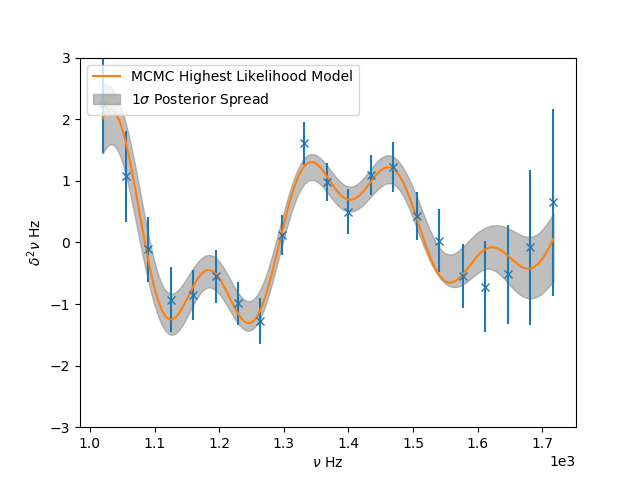 MCMC Highest Likelihood Model
1σ Posterior Spread
3
2
1
0
−1
−2
−3
δ²ν Hz
1.0 1.1 1.2 1.3 1.4 1.5 1.6 1.7
1e3
ν Hz